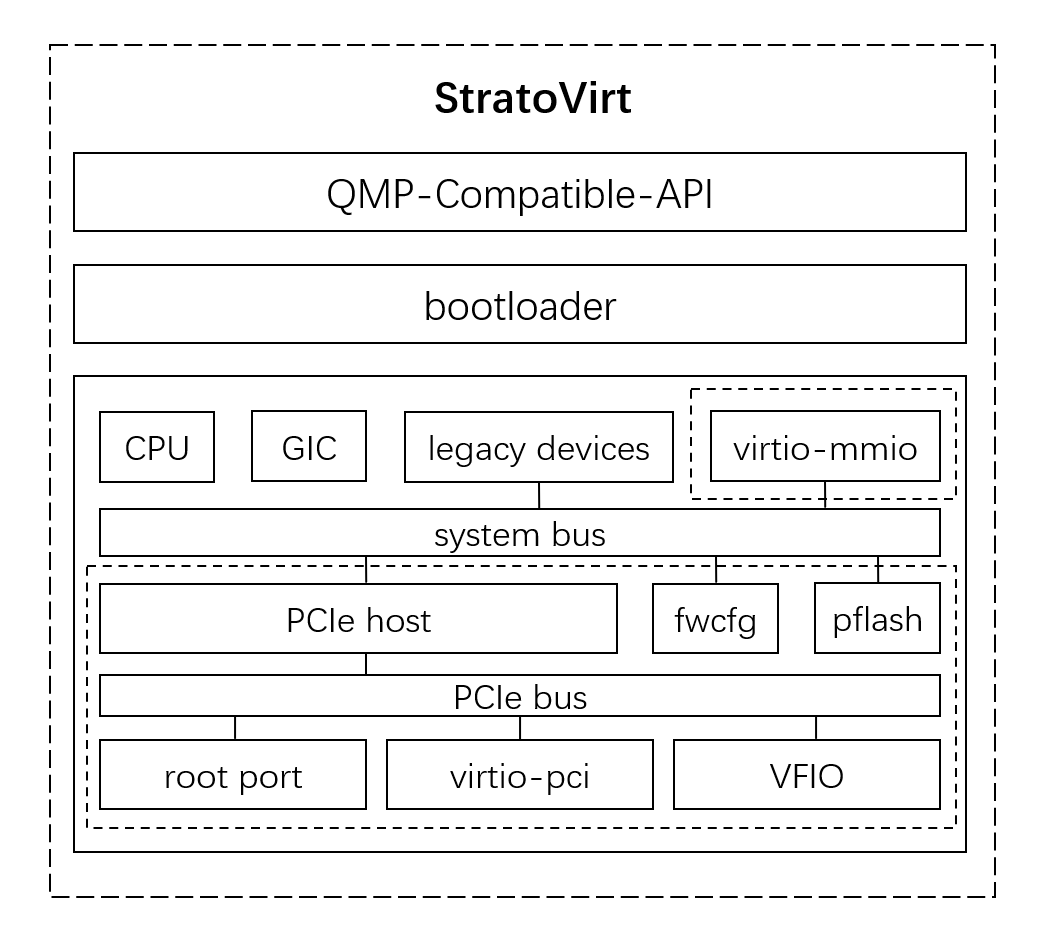 StratoVirt
QMP-Compatible-API
bootloader
CPU
GIC
legacy devices
virtio-mmio
system bus
PCIe host
fwcfg
pflash
PCIe bus
root port
virtio-pci
VFIO